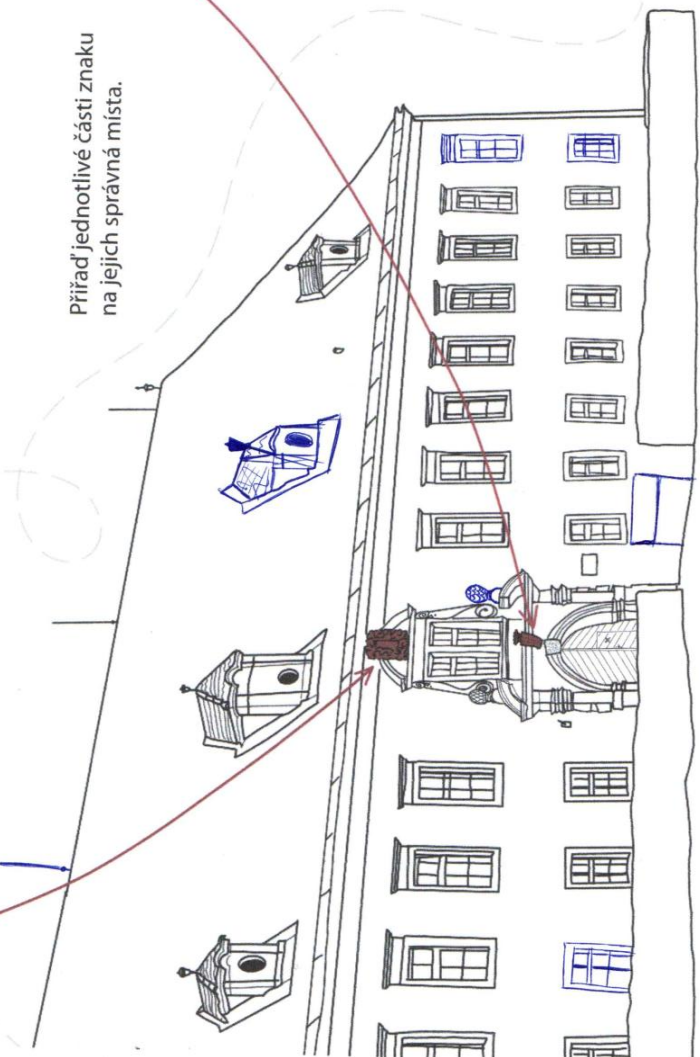 Přiřaď jednotlivé části znaku
na jejich správná místa.